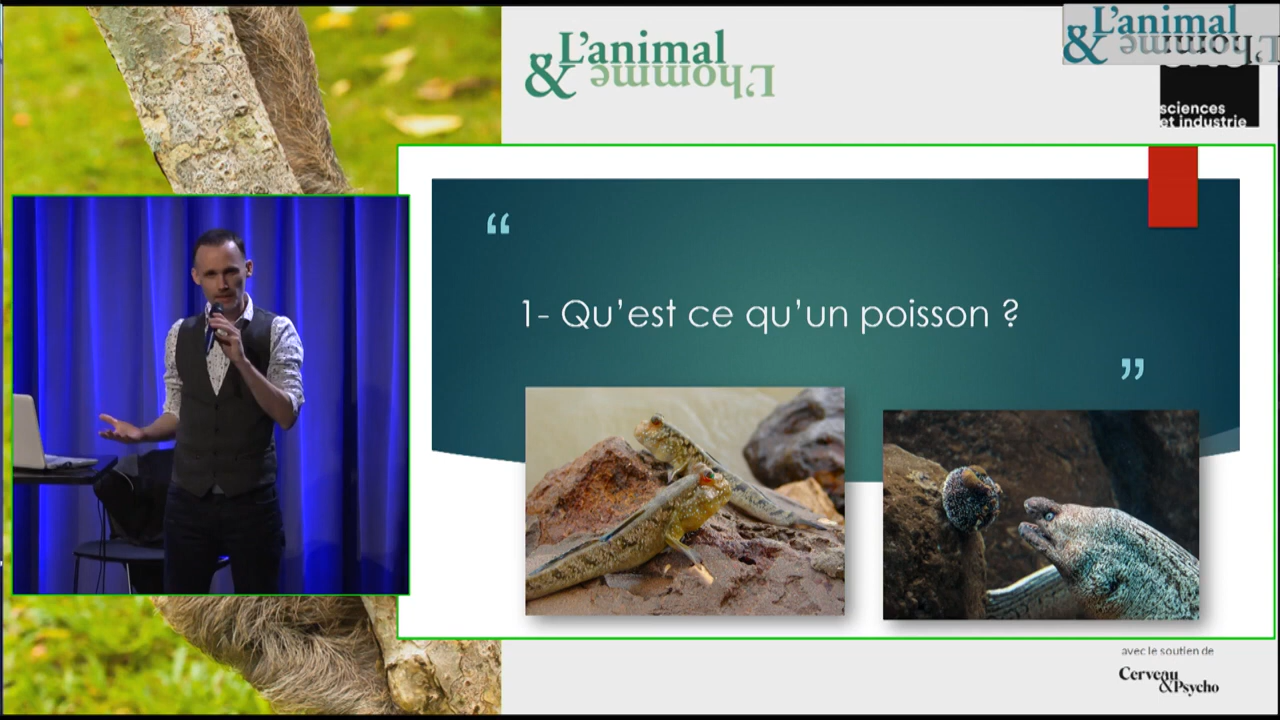 L'animal
& L'homme
L'animal
& L'homme
sciences
et industrie
“
1- Qu’est ce qu’un poisson ?
”
avec le soutien de
Cerveau
&Psycho